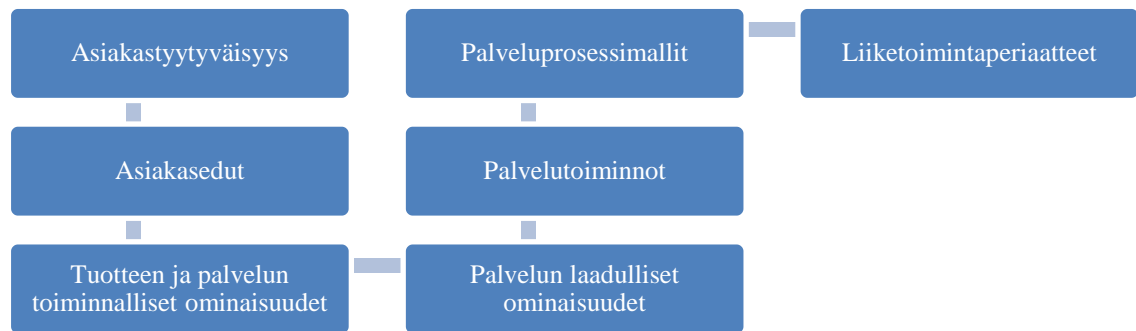 Asiakastyytyväisyys
Asiakasedut
Tuotteen ja palvelun
toiminnalliset ominaisuudet
Palvelun laadulliset
ominaisuudet
Palvelutoiminnot
Palveluprosessimallit
Liiketoimintaperiaatteet